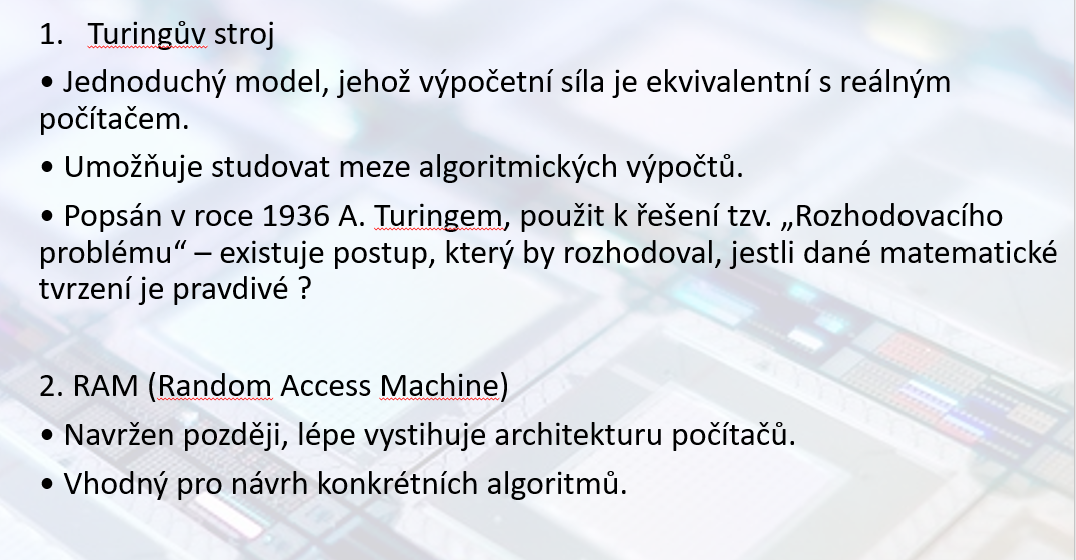 1. Turingův stroj
• Jednoduchý model, jehož výpočetní síla je ekvivalentní s reálným
počítačem.
• Umožňuje studovat meze algoritmických výpočtů.
• Popsán v roce 1936 A. Turingem, použit k řešení tzv. „Rozhodovacího
problému“ – existuje postup, který by rozhodoval, jestli dané matematické
tvrzení je pravdivé ?
2. RAM (Random Access Machine)
• Navržen později, lépe vystihuje architekturu počítačů.
• Vhodný pro návrh konkrétních algoritmů.